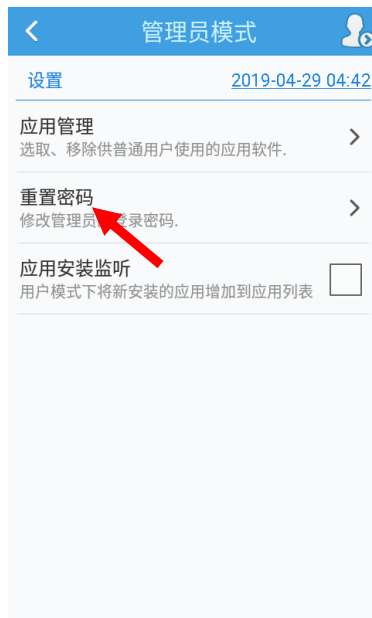 管理员模式
设置 2019-04-29 04:42
应用管理
选取、移除供普通用户使用的应用软件.
重置密码
修改管理员 登录密码.
应用安装监听
用户模式下将新安装的应用增加到应用列表